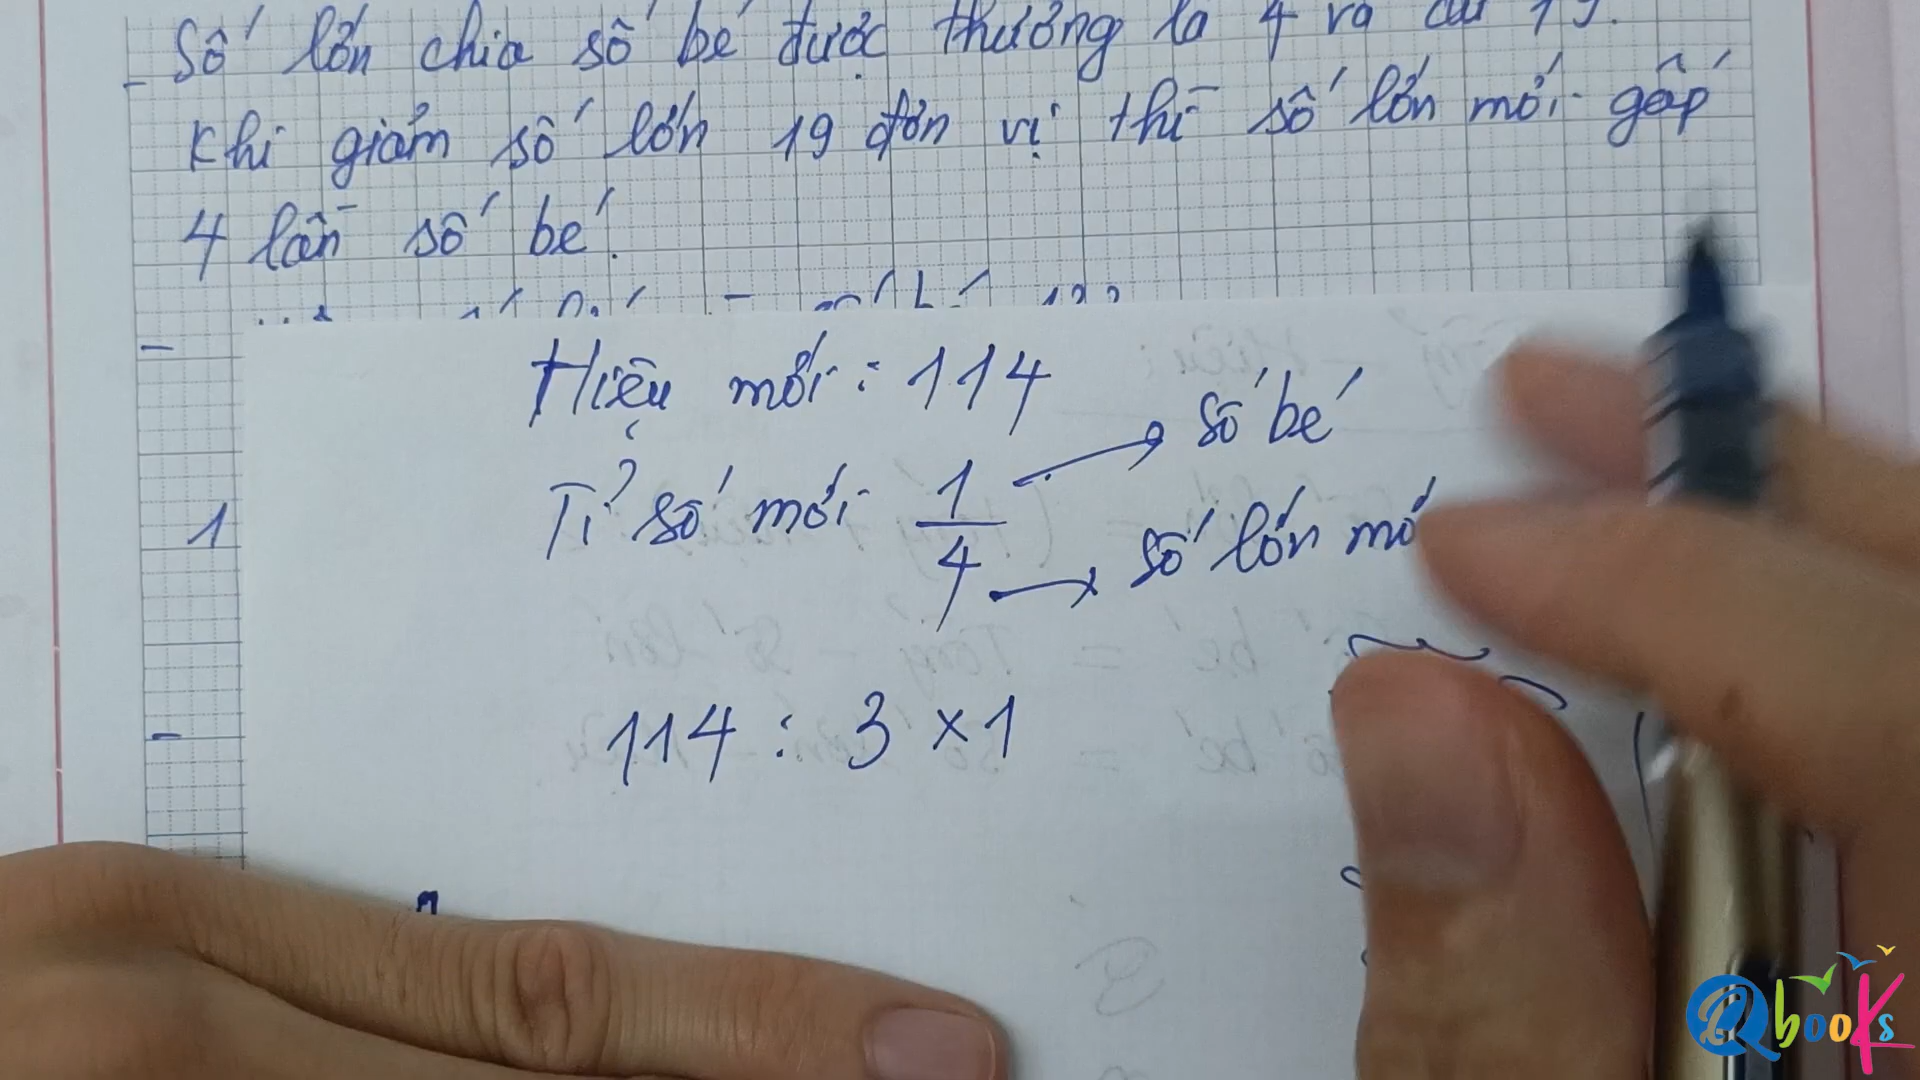 - Số lớn chia số bé được thương là 4 và dư 19.
Khi giảm số lớn 19 đơn vị thì số lớn mới gấp
4 lần số bé.
Hiệu mới: 114
Tỉ số mới 1/4
số bé
số lớn
114 : 3 x 1
1
Qbooks